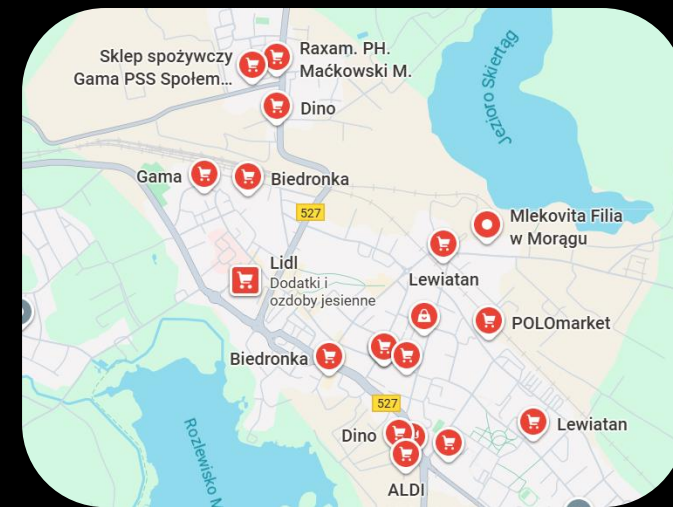 Sklep spożywczy
Gama PSS Społem...
Raxam. PH.
Maćkowski M.
Dino
Jezioro Skiertąg
Gama
Biedronka
527
Mlekovita Filia
w Morągu
Lidl
Dodatki i
ozdoby jesienne
Lewiatan
POLOmarket
Biedronka
527
Rozlewisko M
Dino
Lewiatan
ALDI